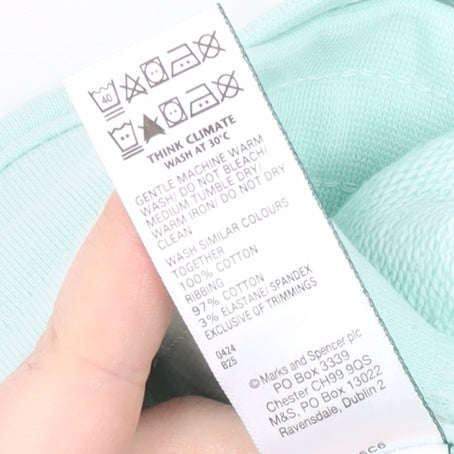 40
THINK CLIMATE
WASH AT 30°C
GENTLE MACHINE WARM
WASH/ DO NOT BLEACH/
MEDIUM TUMBLE DRY/
WARM IRON/ DO NOT DRY
CLEAN
WASH SIMILAR COLOURS
TOGETHER
100% COTTON
RIBBING
97% COTTON
3% ELASTANE/ SPANDEX
EXCLUSIVE OF TRIMMINGS
0424
B25
© Marks and Spencer plc
PO Box 3339
Chester CH99 9QS
M&S, PO Box 13022
Ravensdale, Dublin 2